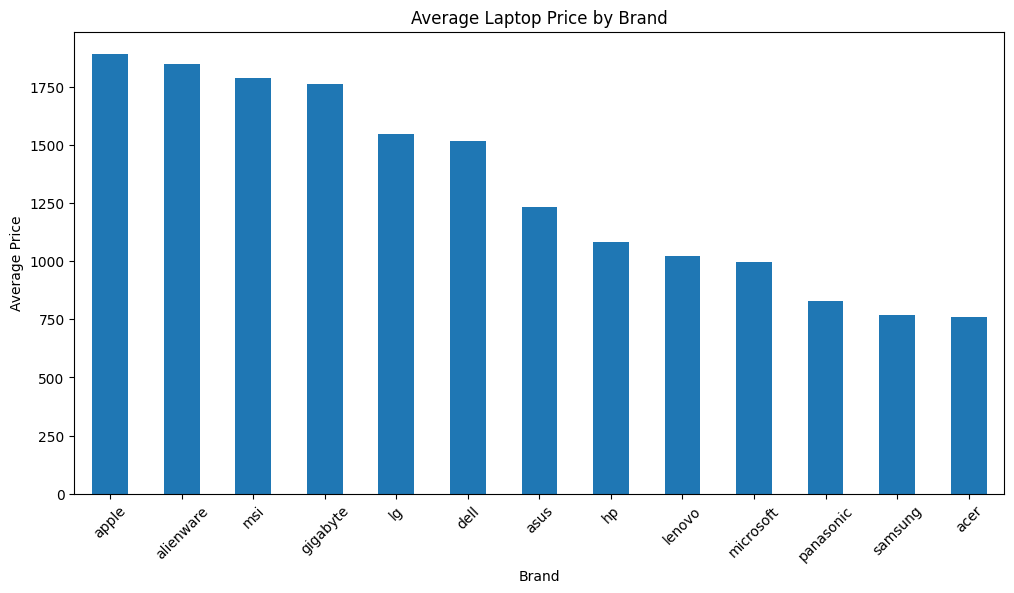 Average Laptop Price by Brand
Average Price
1750
1500
1250
1000
750
500
250
0
apple
alienware
msi
gigabyte
lg
dell
asus
hp
lenovo
microsoft
panasonic
samsung
acer
Brand